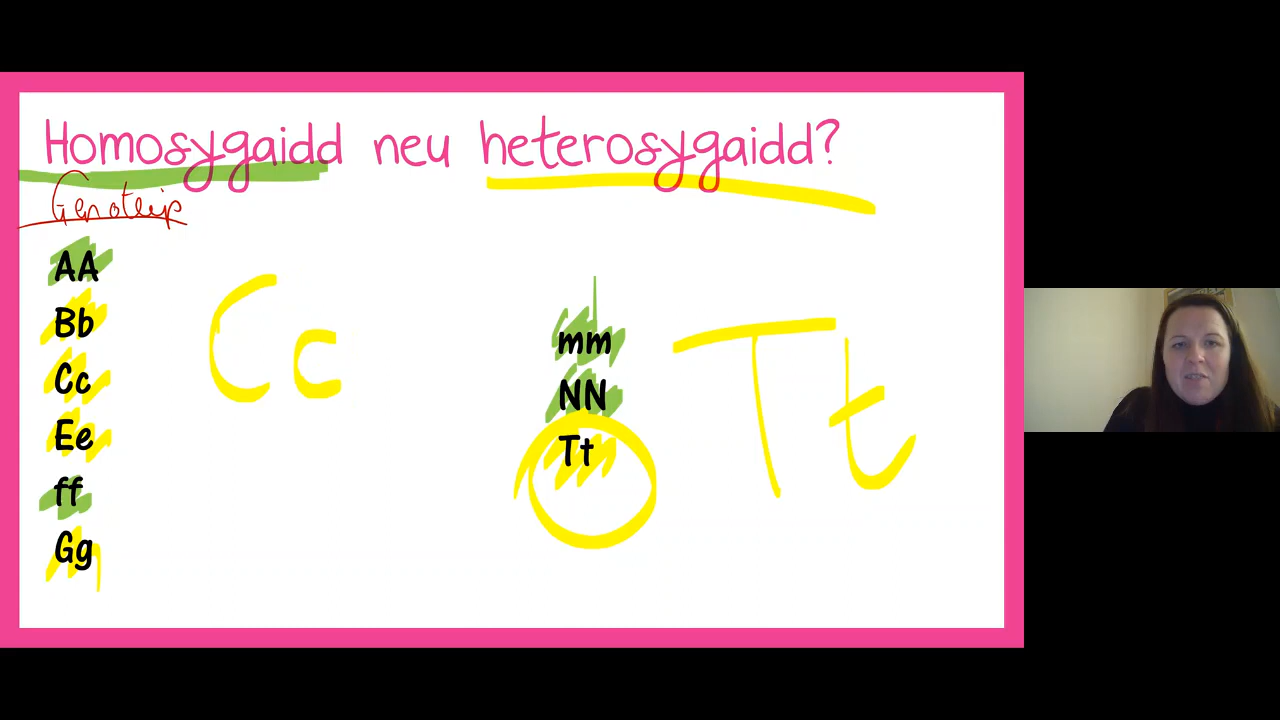 Homosygaidd neu heterosygaidd?
Genoteip
AA
Bb
Cc
Ee
ff
Gg
Cc
mm
NN
Tt
Tt